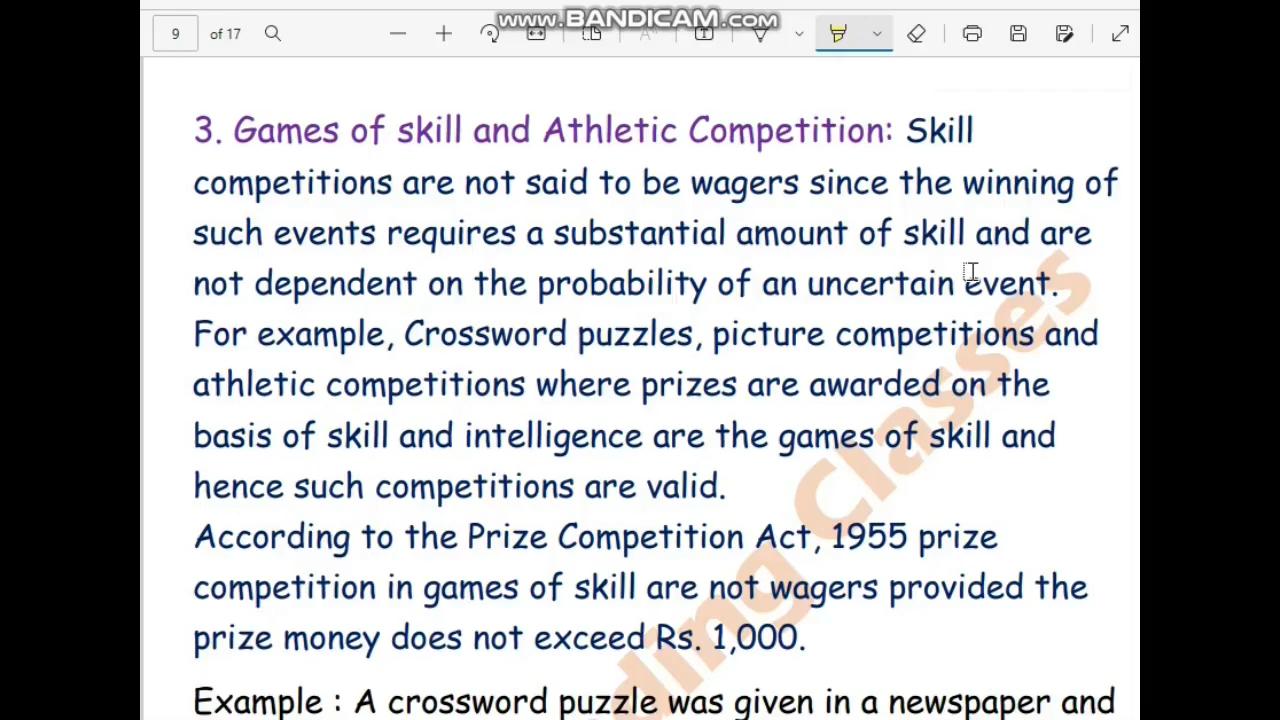 www.BANDICAM.com
9 of 17
3. Games of skill and Athletic Competition: Skill
competitions are not said to be wagers since the winning of
such events requires a substantial amount of skill and are
not dependent on the probability of an uncertain event.
For example, Crossword puzzles, picture competitions and
athletic competitions where prizes are awarded on the
basis of skill and intelligence are the games of skill and
hence such competitions are valid.
According to the Prize Competition Act, 1955 prize
competition in games of skill are not wagers provided the
prize money does not exceed Rs. 1,000.
Example : A crossword puzzle was given in a newspaper and
Classes